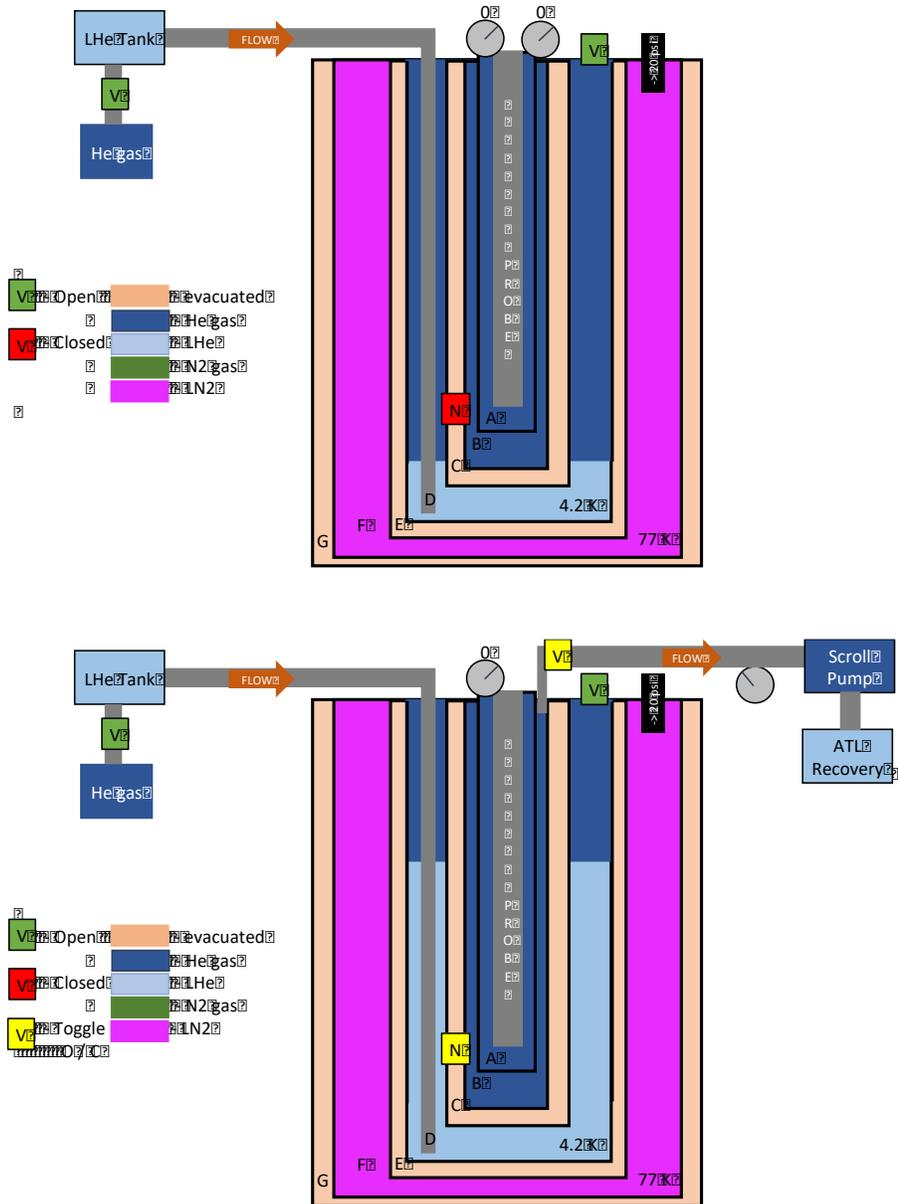 0 0
LHe Tank
FLOW
V
V
-> 20 psi
He gas
PROBE
V Open evacuated
He gas
V Closed LHe
N2 gas
LN2
N
A
B
C
D
4.2 K
F E
G
77 K
0
V
FLOW
Scroll
Pump
LHe Tank
FLOW
V
V
-> 20 psi
ATL
Recovery
He gas
PROBE
V Open evacuated
He gas
V Closed LHe
N2 gas
V Toggle LN2
O / C
N
A
B
C
D
4.2 K
F E
G
77 K